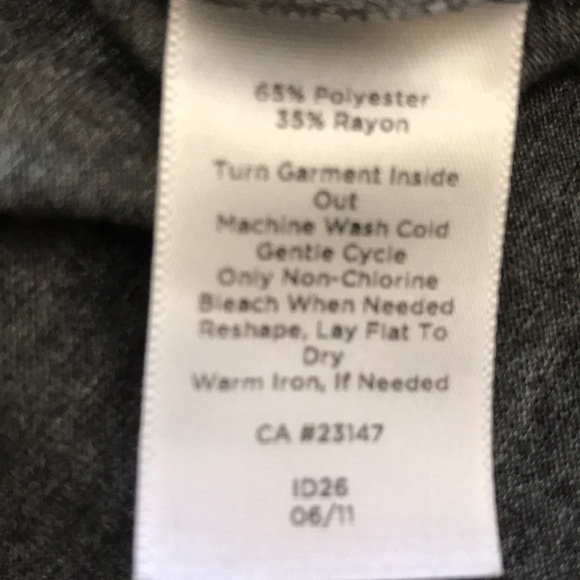 65% Polyester
35% Rayon
Turn Garment Inside
Out
Machine Wash Cold
Gentle Cycle
Only Non-Chlorine
Bleach When Needed
Reshape, Lay Flat To
Dry
Warm Iron, If Needed
CA #23147
ID26
06/11